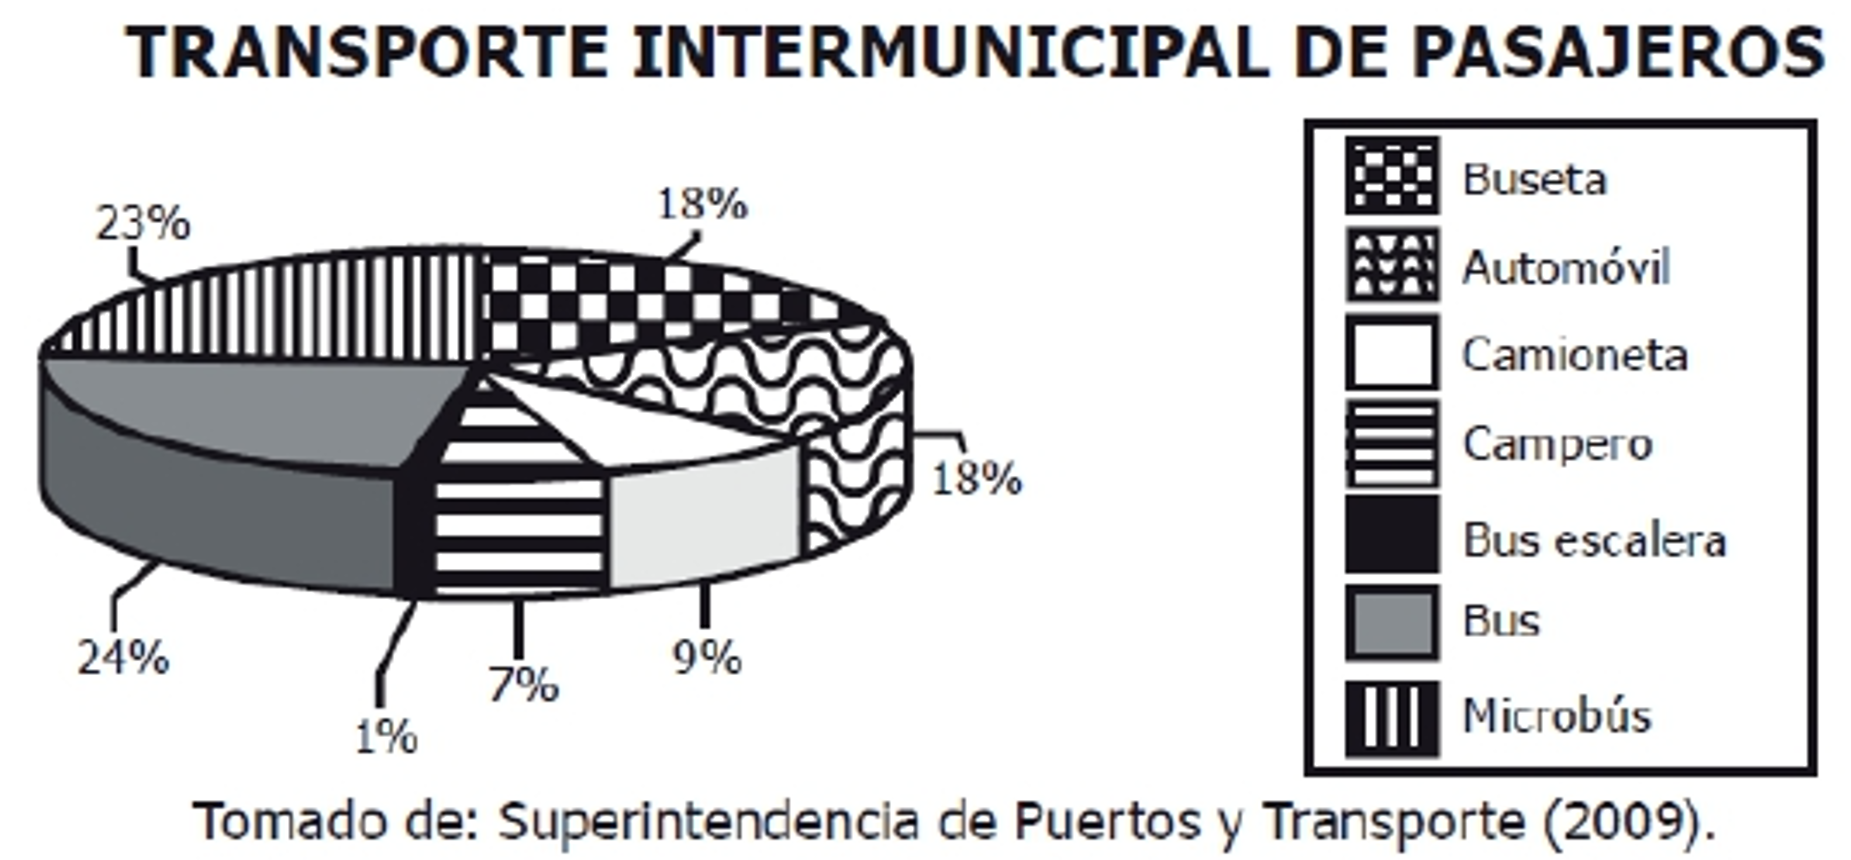 TRANSPORTE INTERMUNICIPAL DE PASAJEROS
23%
18%
18%
24%
1%
7%
9%
Buseta
Automóvil
Camioneta
Campero
Bus escalera
Bus
Microbús
Tomado de: Superintendencia de Puertos y Transporte (2009).